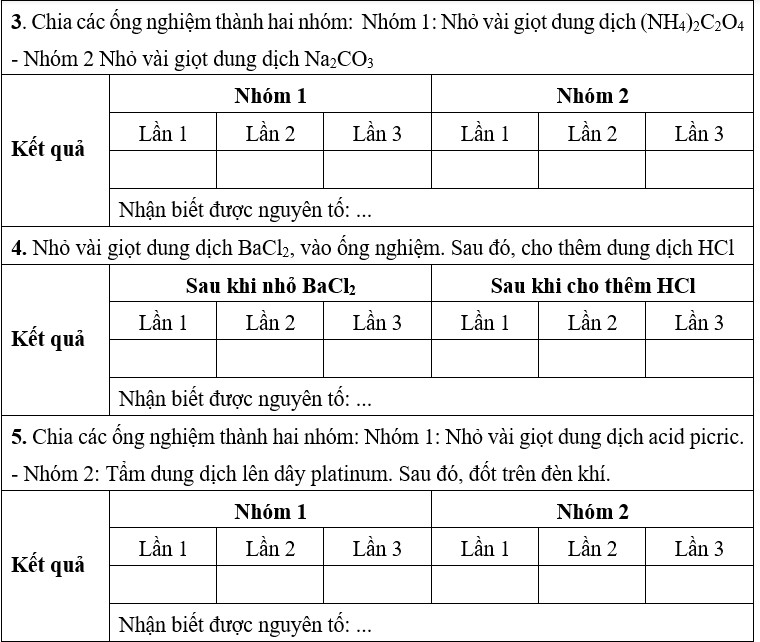 3. Chia các ống nghiệm thành hai nhóm: Nhóm 1: Nhỏ vài giọt dung dịch (NH₄)₂C₂O₄
- Nhóm 2 Nhỏ vài giọt dung dịch Na₂CO₃
Nhóm 1 Nhóm 2
Kết quả
Lần 1 Lần 2 Lần 3 Lần 1 Lần 2 Lần 3
Nhận biết được nguyên tố: ...
4. Nhỏ vài giọt dung dịch BaCl₂, vào ống nghiệm. Sau đó, cho thêm dung dịch HCl
Sau khi nhỏ BaCl₂ Sau khi cho thêm HCl
Kết quả
Lần 1 Lần 2 Lần 3 Lần 1 Lần 2 Lần 3
Nhận biết được nguyên tố: ...
5. Chia các ống nghiệm thành hai nhóm: Nhóm 1: Nhỏ vài giọt dung dịch acid picric.
- Nhóm 2: Tẩm dung dịch lên dây platinum. Sau đó, đốt trên đèn khí.
Nhóm 1 Nhóm 2
Kết quả
Lần 1 Lần 2 Lần 3 Lần 1 Lần 2 Lần 3
Nhận biết được nguyên tố: ...